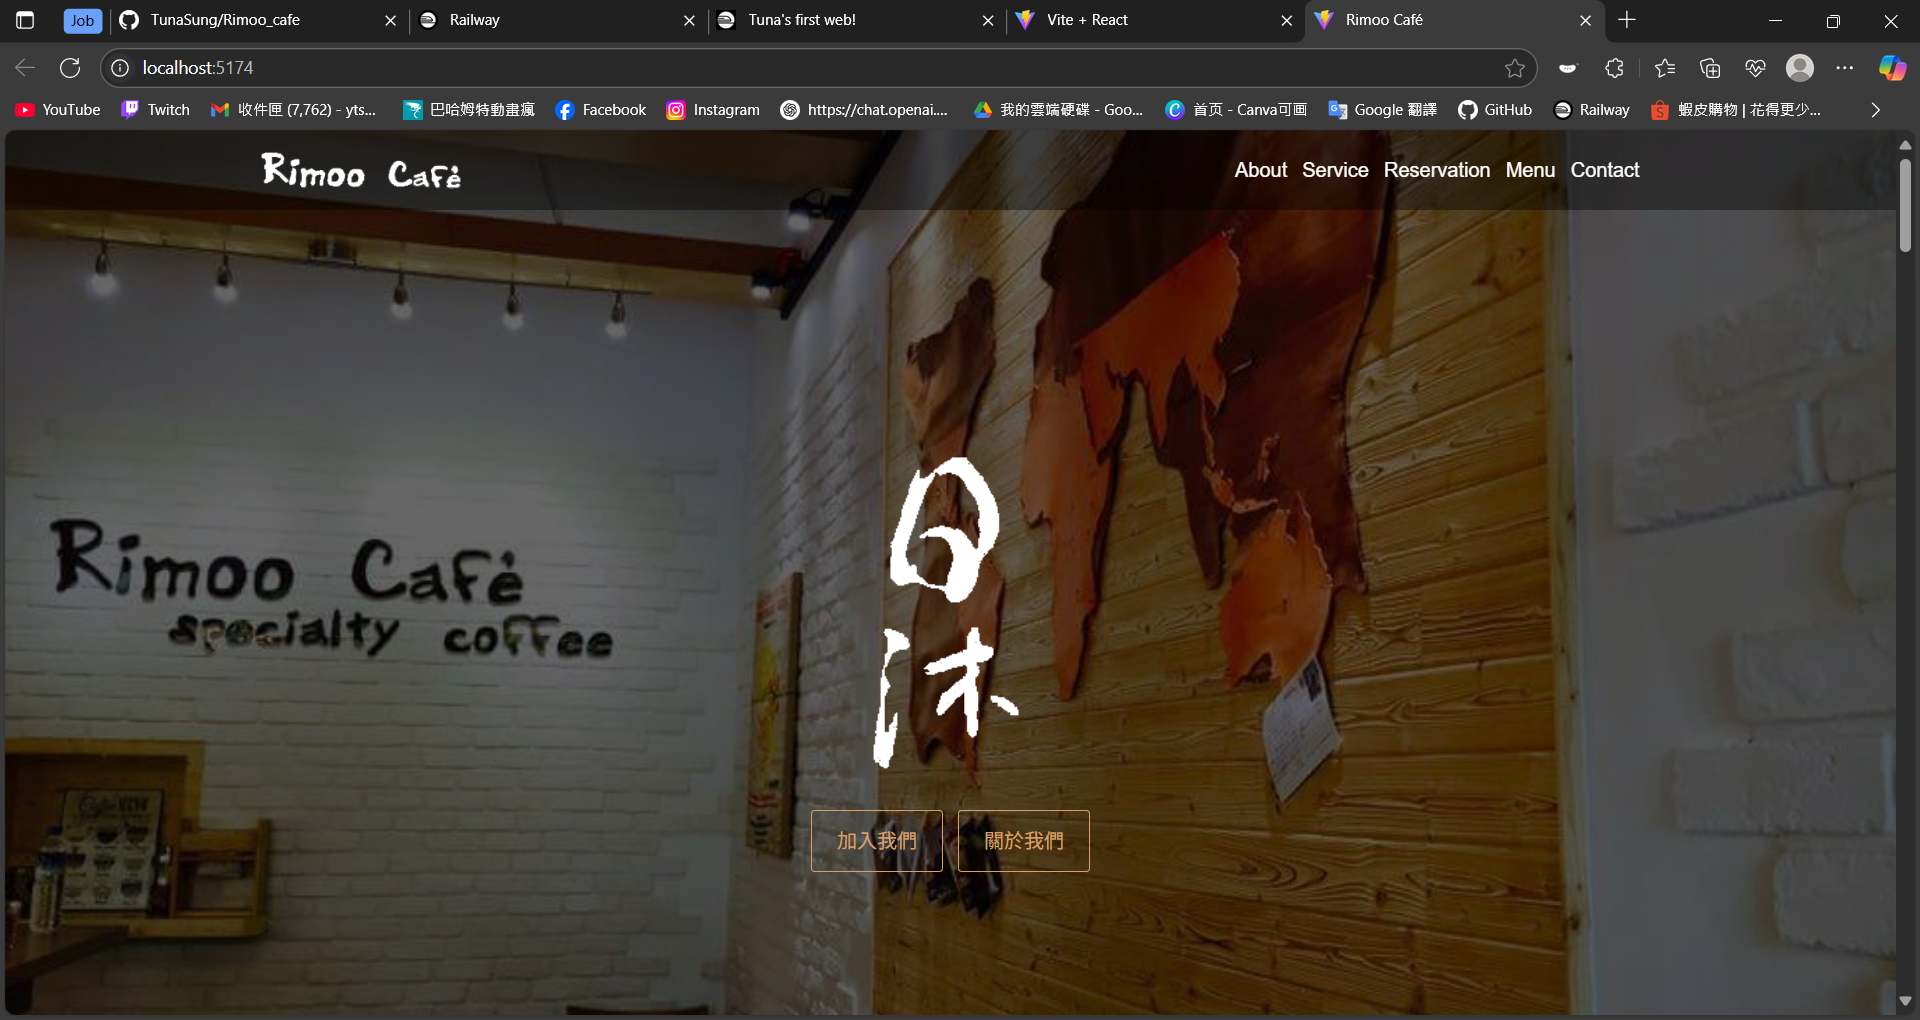 Job
TunaSung/Rimoo_cafe
Railway
Tuna's first web!
Vite + React
Rimoo Café
localhost:5174
YouTube
Twitch
收件匣 (7,762) - yts...
巴哈姆特動畫瘋
Facebook
Instagram
https://chat.openai....
我的雲端硬碟 - Goo...
首页 - Canva可画
Google 翻譯
GitHub
Railway
蝦皮購物 | 花得更少...
Rimoo Café
About Service Reservation Menu Contact
Rimoo Café
specialty coffee
日
沐
加入我們
關於我們